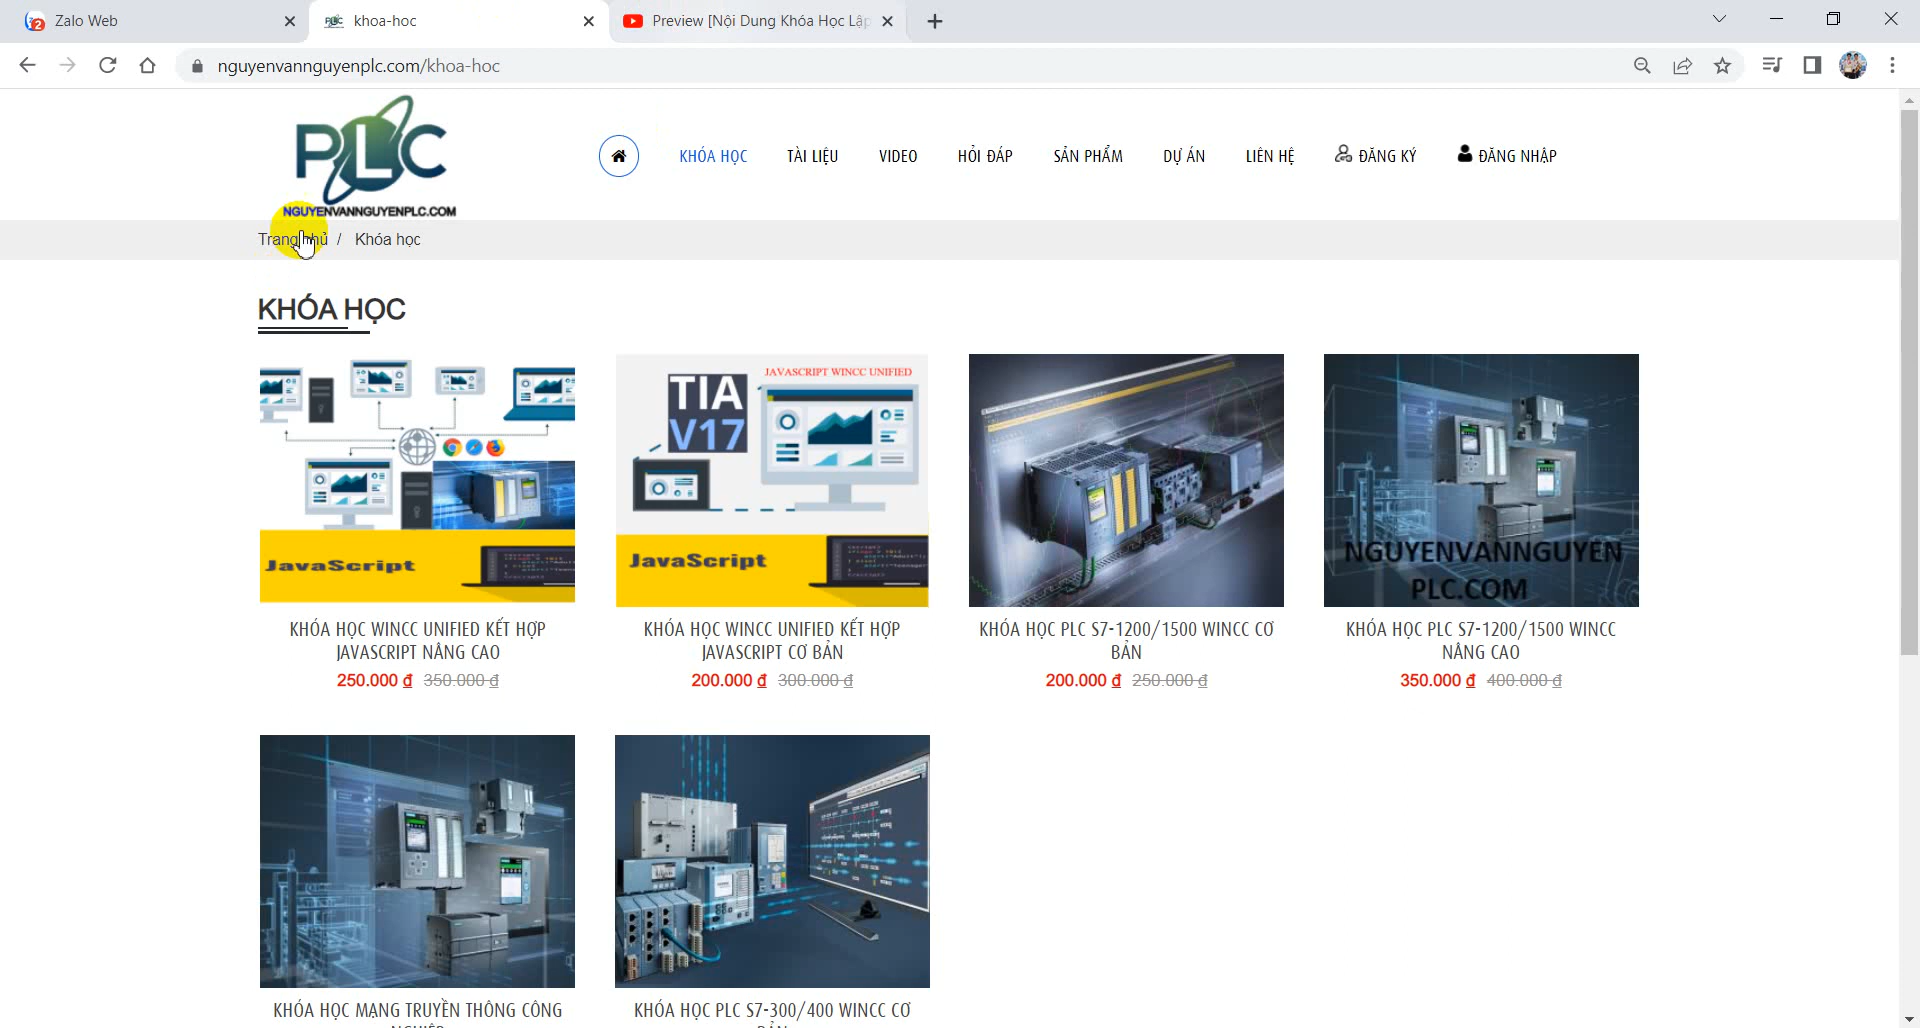 Zalo Web
khoa-hoc
Preview [Nội Dung Khóa Học Lập
nguyenvannguyenplc.com/khoa-hoc
PLC
NGUYENVANNGUYENPLC.COM
KHÓA HỌC
TÀI LIỆU
VIDEO
HỎI ĐÁP
SẢN PHẨM
DỰ ÁN
LIÊN HỆ
ĐĂNG KÝ
ĐĂNG NHẬP
Trang chủ / Khóa học
KHÓA HỌC
JavaScript
JAVASCRIPT WINCC UNIFIED
TIA
V17
JavaScript
NGUYENVANNGUYEN
PLC.COM
KHÓA HỌC WINCC UNIFIED KẾT HỢP
JAVASCRIPT NÂNG CAO
250.000 ₫ 350.000 ₫
KHÓA HỌC WINCC UNIFIED KẾT HỢP
JAVASCRIPT CƠ BẢN
200.000 ₫ 300.000 ₫
KHÓA HỌC PLC S7-1200/1500 WINCC CƠ
BẢN
200.000 ₫ 250.000 ₫
KHÓA HỌC PLC S7-1200/1500 WINCC
NÂNG CAO
350.000 ₫ 400.000 ₫
KHÓA HỌC MẠNG TRUYỀN THÔNG CÔNG
KHÓA HỌC PLC S7-300/400 WINCC CƠ